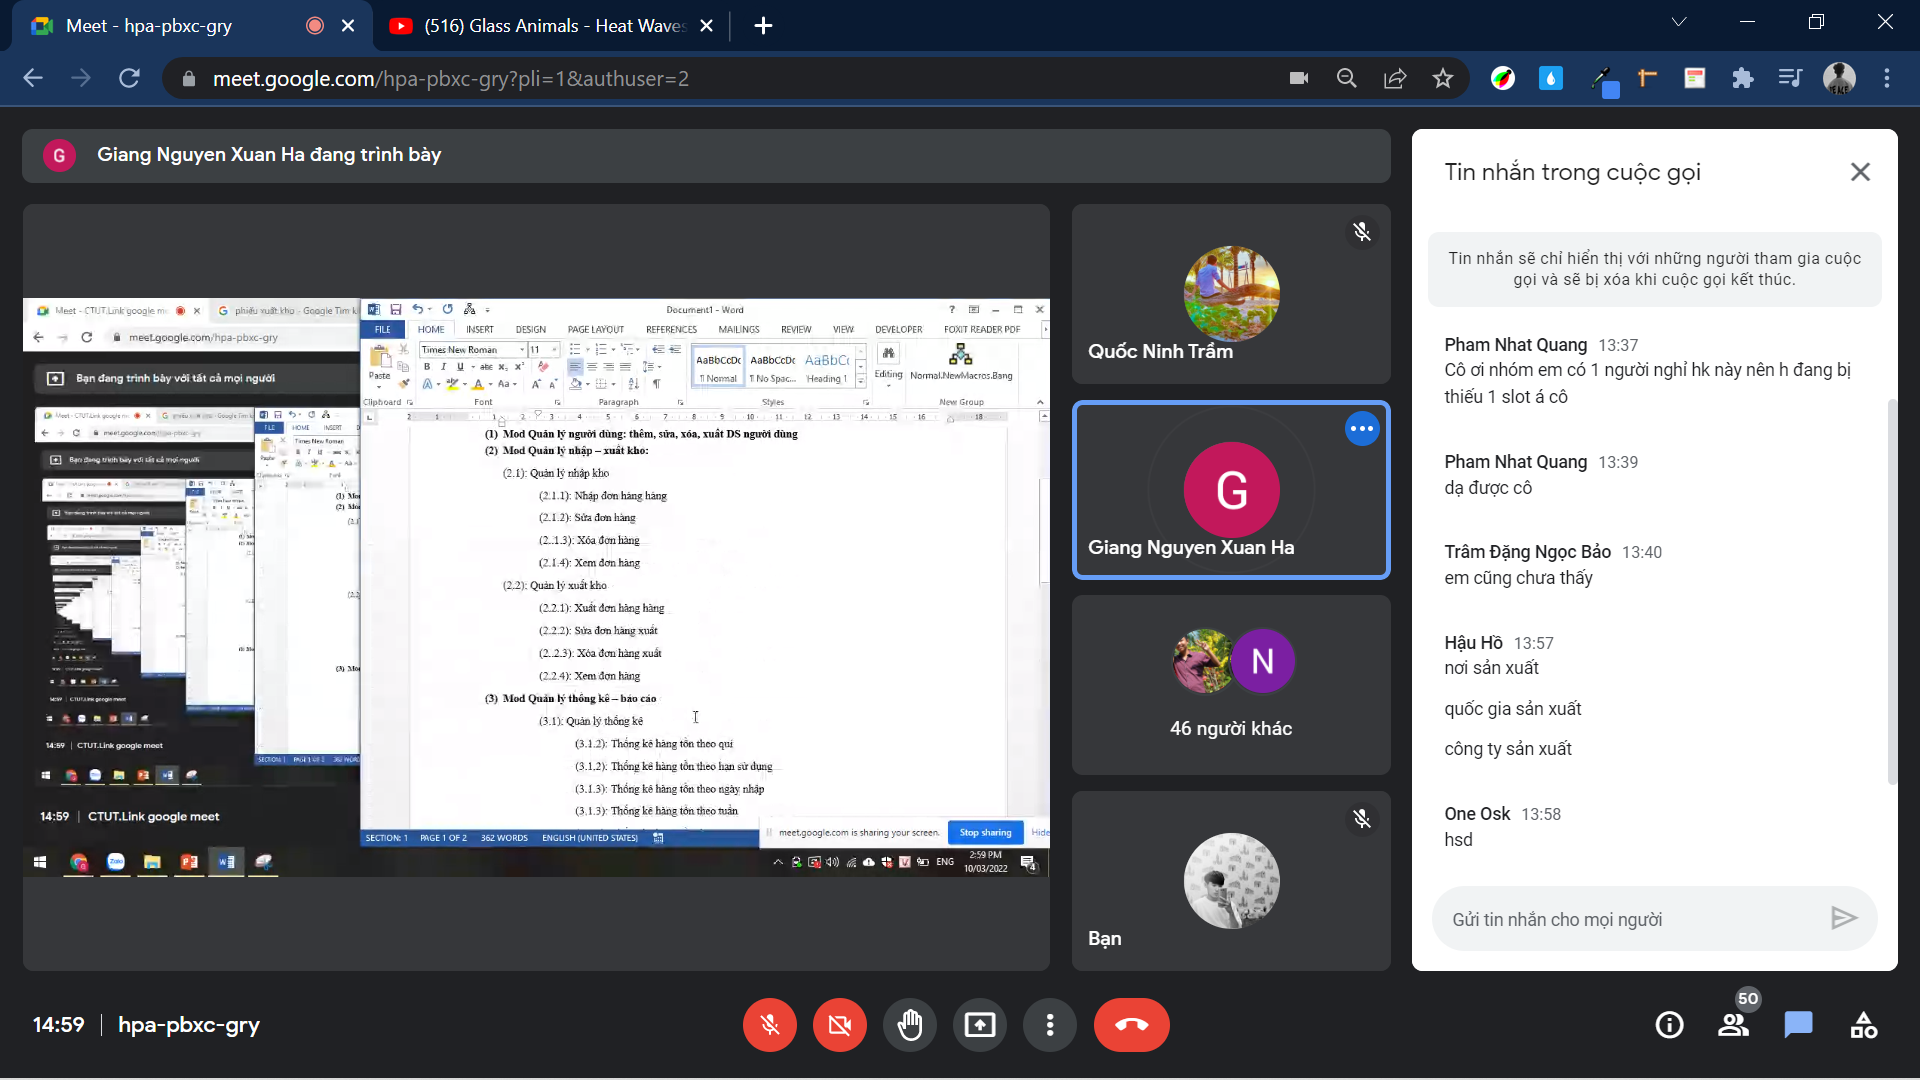 Meet - hpa-pbxc-gry
(516) Glass Animals - Heat Waves
meet.google.com/hpa-pbxc-gry?pli=1&authuser=2
G
Giang Nguyen Xuan Ha đang trình bày
Meet - CTUT.Link google m
phiếu xuất kho - Google Tìm ki
meet.google.com/hpa-pbxc-gry
Bạn đang trình bày với tất cả mọi người
14:59 | CTUT.Link google meet
14:59 | CTUT.Link google meet
Document1 - Word
FILE HOME INSERT DESIGN PAGE LAYOUT REFERENCES MAILINGS REVIEW VIEW DEVELOPER FOXIT READER PDF
Times New Roman 11
Paste
AaBbCcDc AaBbCcDc AaBbCc
¶ Normal ¶ No Spac... Heading 1
Editing
Normal.NewMacros.Bang
Clipboard Font Paragraph Styles New Group
(1) Mod Quản lý người dùng: thêm, sửa, xóa, xuất DS người dùng
(2) Mod Quản lý nhập – xuất kho:
(2.1): Quản lý nhập kho
(2.1.1): Nhập đơn hàng hàng
(2.1.2): Sửa đơn hàng
(2..1.3): Xóa đơn hàng
(2.1.4): Xem đơn hàng
(2.2): Quản lý xuất kho
(2.2.1): Xuất đơn hàng hàng
(2.2.2): Sửa đơn hàng xuất
(2..2.3): Xóa đơn hàng xuất
(2.2.4): Xem đơn hàng
(3) Mod Quản lý thống kê – báo cáo
(3.1): Quản lý thống kê
(3.1.2): Thống kê hàng tồn theo quí
(3.1.2): Thống kê hàng tồn theo hạn sử dụng
(3.1.3): Thống kê hàng tồn theo ngày nhập
(3.1.3): Thống kê hàng tồn theo tuần
SECTION: 1 PAGE 1 OF 2 362 WORDS ENGLISH (UNITED STATES)
meet.google.com is sharing your screen.
Stop sharing
Hide
ENG
2:59 PM
10/03/2022
Quốc Ninh Trầm
G
Giang Nguyen Xuan Ha
N
46 người khác
Bạn
Tin nhắn trong cuộc gọi
Tin nhắn sẽ chỉ hiển thị với những người tham gia cuộc
gọi và sẽ bị xóa khi cuộc gọi kết thúc.
Pham Nhat Quang 13:37
Cô ơi nhóm em có 1 người nghỉ hk này nên h đang bị
thiếu 1 slot á cô
Pham Nhat Quang 13:39
dạ được cô
Trâm Đặng Ngọc Bảo 13:40
em cũng chưa thấy
Hậu Hồ 13:57
nơi sản xuất
quốc gia sản xuất
công ty sản xuất
One Osk 13:58
hsd
Gửi tin nhắn cho mọi người
14:59 | hpa-pbxc-gry
50